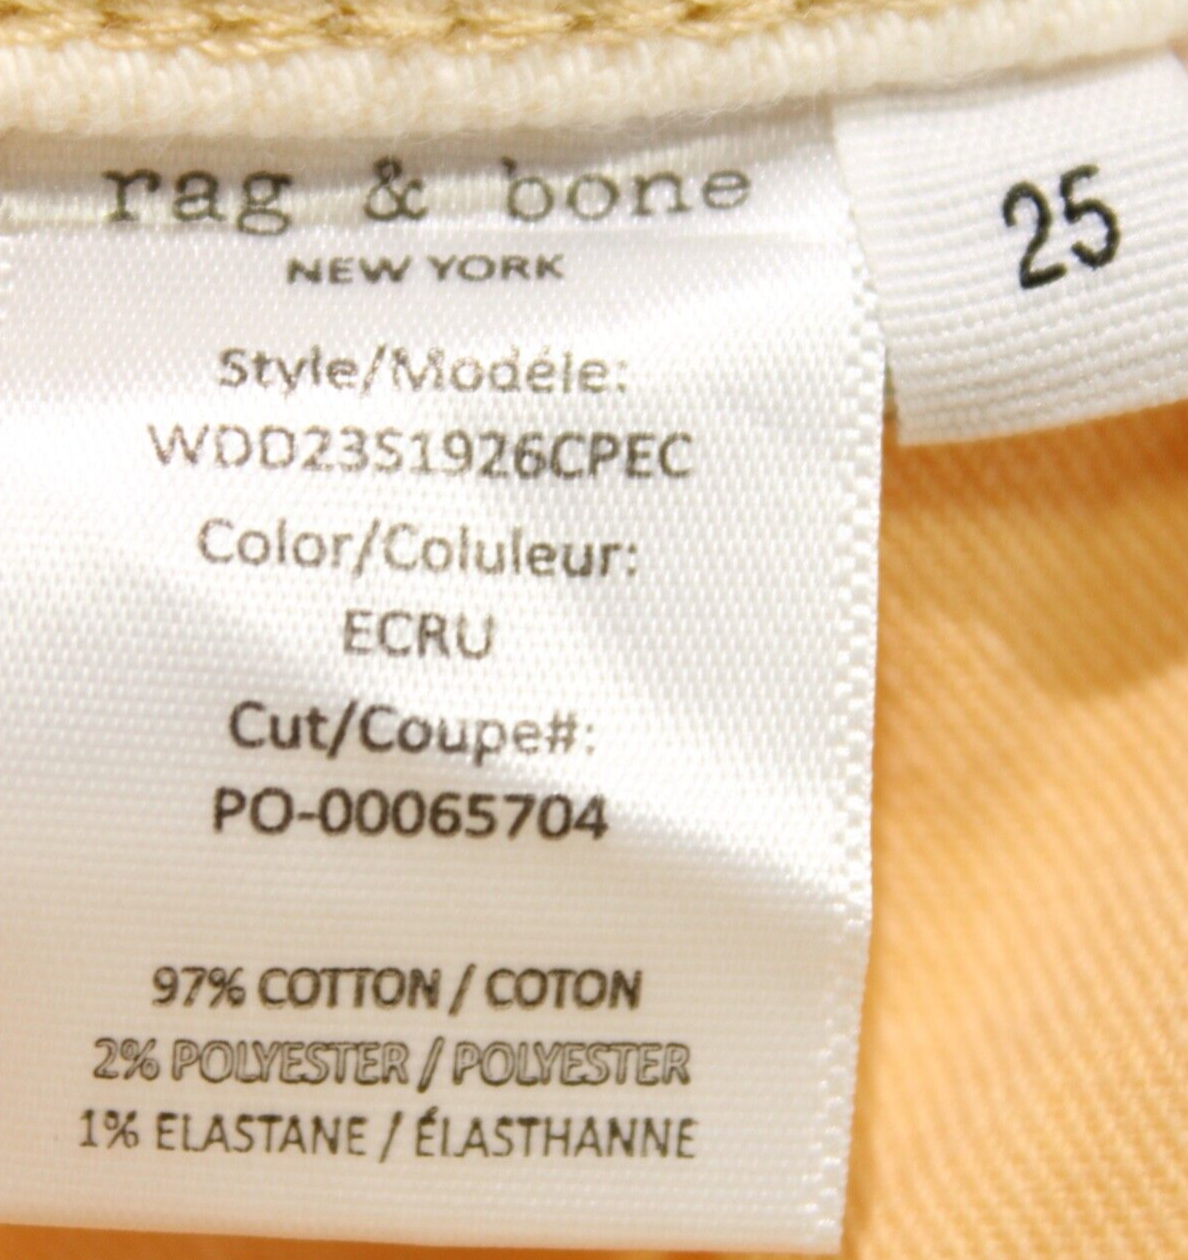 rag & bone
NEW YORK
25
Style/Modéle:
WDD23S1926CPEC
Color/Coluleur:
ECRU
Cut/Coupe#:
PO-00065704
97% COTTON / COTON
2% POLYESTER / POLYESTER
1% ELASTANE / ÉLASTHANNE